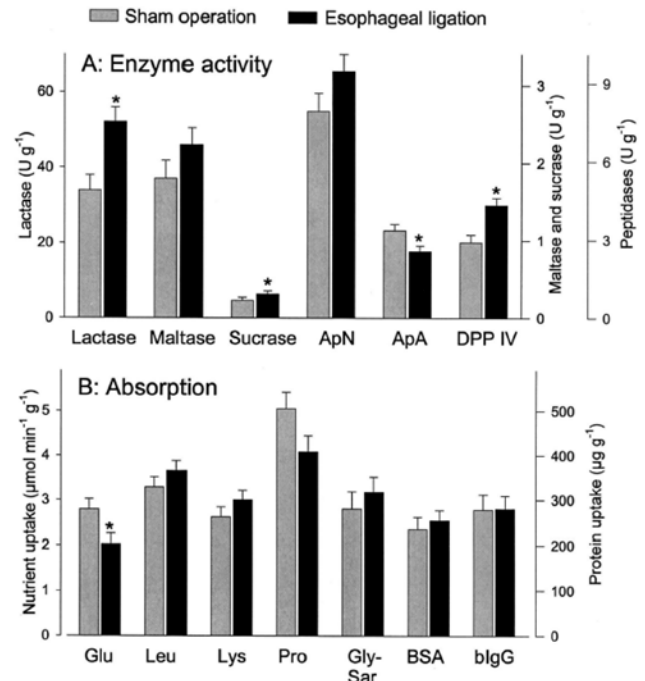 Sham operation Esophageal ligation
A: Enzyme activity
Lactase (U g⁻¹)
60
40
20
0
Maltase and sucrase (U g⁻¹)
3
2
1
0
Peptidases (U g⁻¹)
9
6
3
0
* * * *
Lactase Maltase Sucrase ApN ApA DPP IV
B: Absorption
Nutrient uptake (µmol min⁻¹ g⁻¹)
5
4
3
2
1
0
Protein uptake (µg g⁻¹)
500
400
300
200
100
0
*
Glu Leu Lys Pro Gly- BSA bIgG
Sar